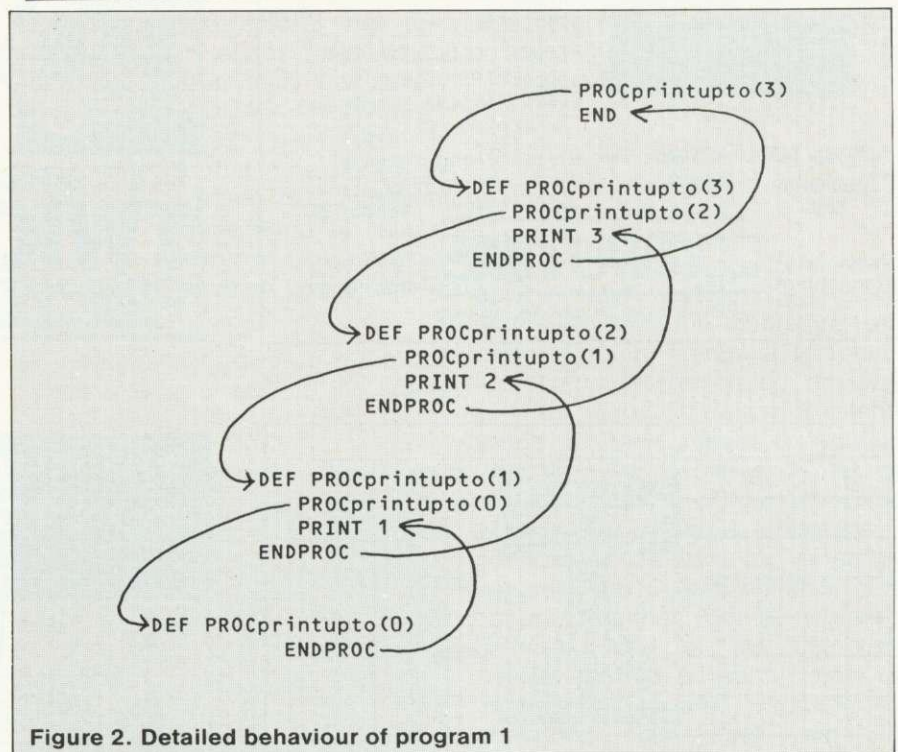 PROCprintupto(3)
END
DEF PROCprintupto(3)
PROCprintupto(2)
PRINT 3
ENDPROC
DEF PROCprintupto(2)
PROCprintupto(1)
PRINT 2
ENDPROC
DEF PROCprintupto(1)
PROCprintupto(0)
PRINT 1
ENDPROC
DEF PROCprintupto(0)
ENDPROC
Figure 2. Detailed behaviour of program 1